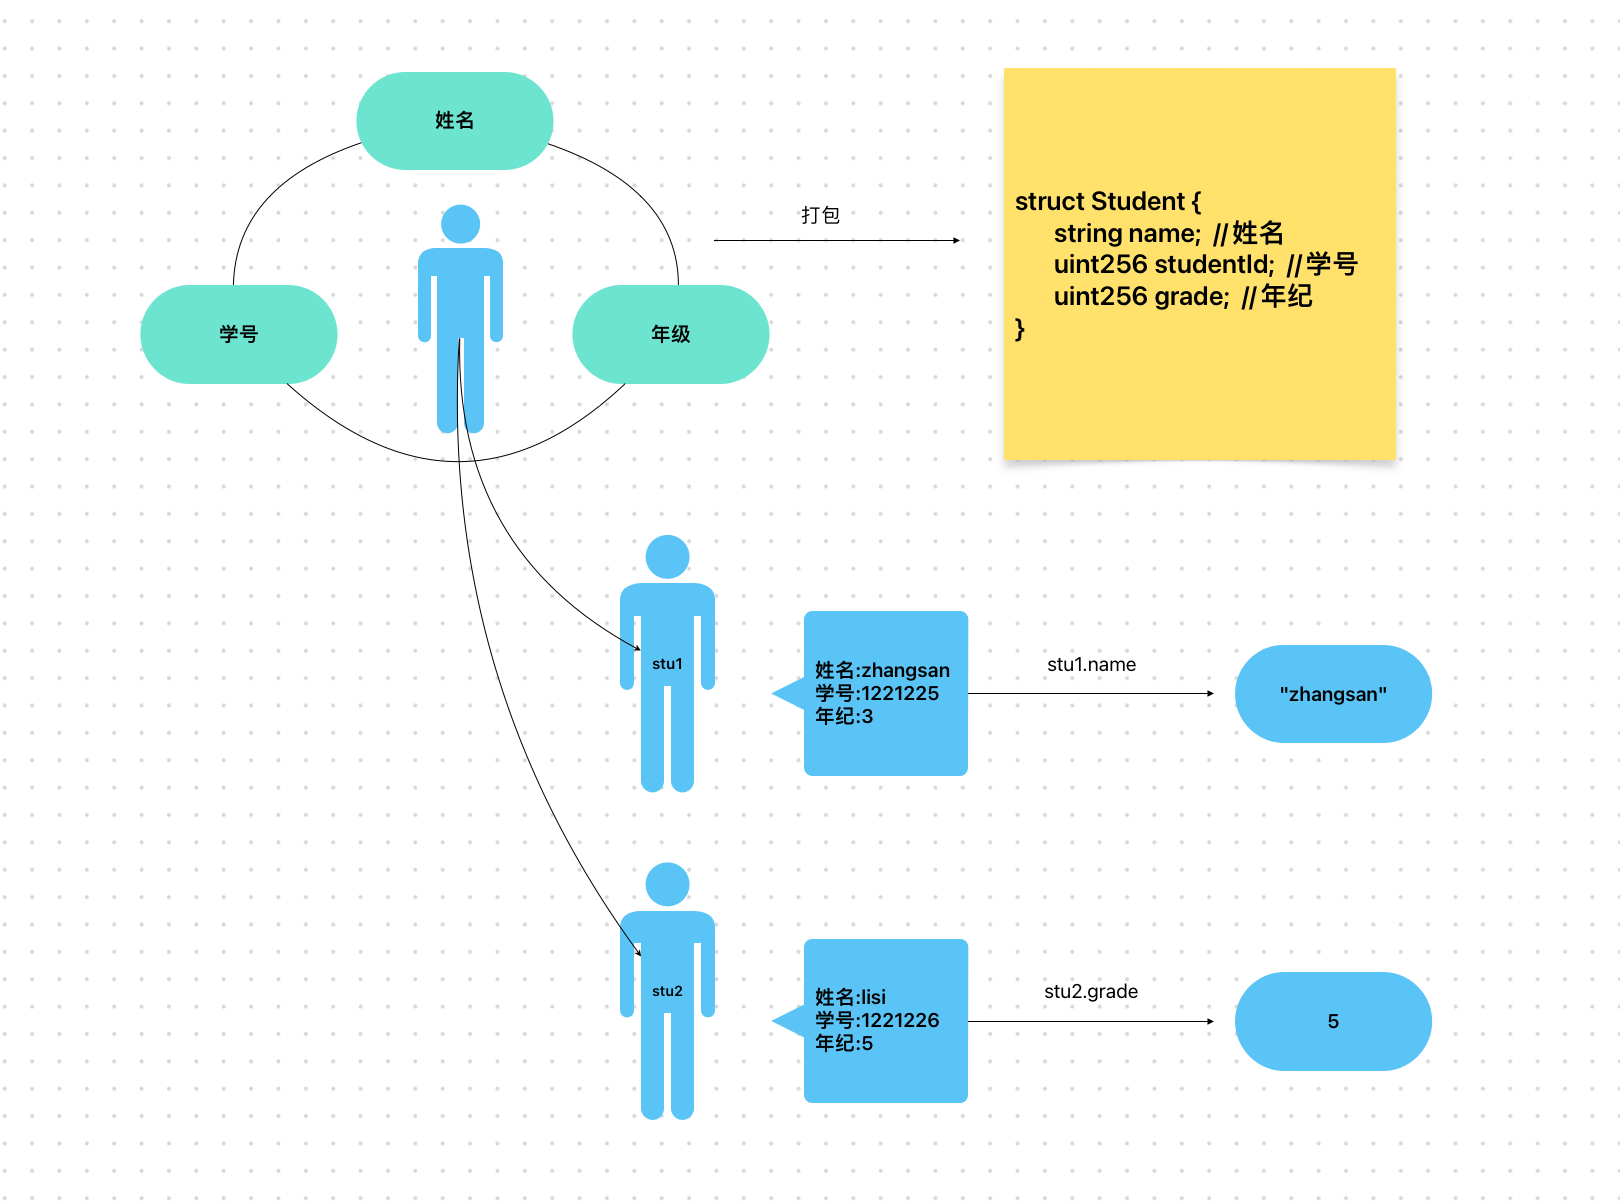 姓名
学号
年级
打包
struct Student {
string name; //姓名
uint256 studentId; //学号
uint256 grade; //年纪
}
stu1
姓名:zhangsan
学号:1221225
年纪:3
stu1.name
"zhangsan"
stu2
姓名:lisi
学号:1221226
年纪:5
stu2.grade
5